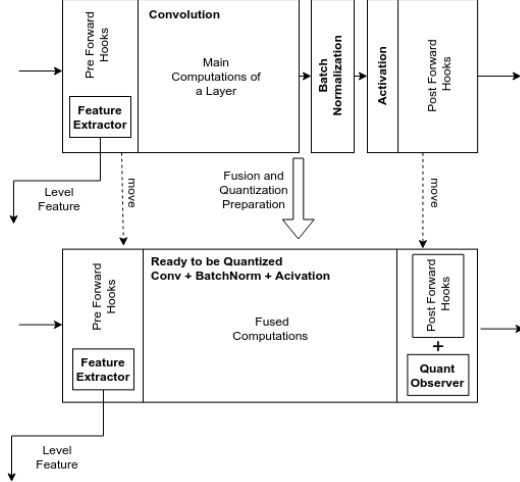 Convolution
Pre Forward
Hooks
Main
Computations of
a Layer
Feature
Extractor
Batch
Normalization
Activation
Post Forward
Hooks
Level
Feature
move
Fusion and
Quantization
Preparation
move
Ready to be Quantized
Conv + BatchNorm + Acivation
Pre Forward
Hooks
Fused
Computations
Feature
Extractor
Post Forward
Hooks
+
Quant
Observer
Level
Feature